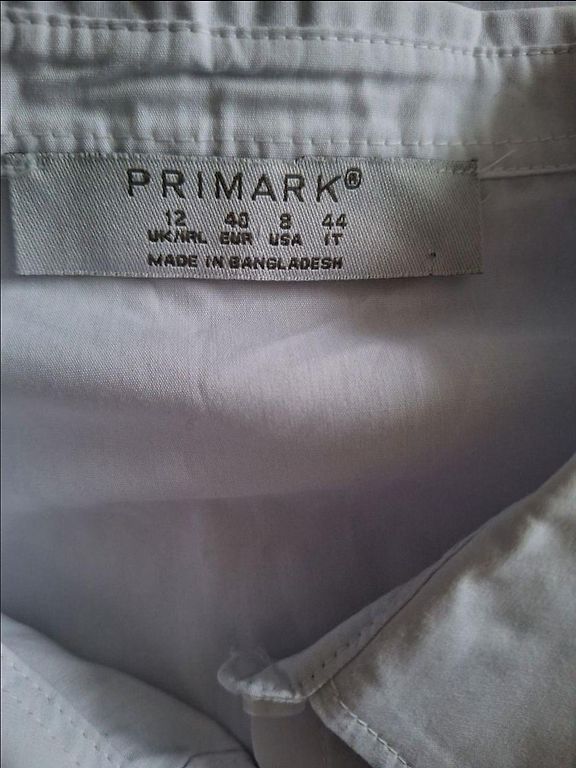 PRIMARK®
12 40 8 44
UK/IRL EUR USA IT
MADE IN BANGLADESH